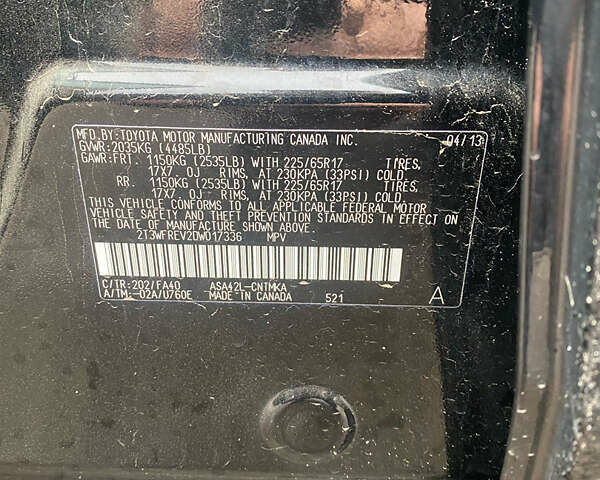 MFD.BY:TOYOTA MOTOR MANUFACTURING CANADA INC. 04/13
GVWR:2035KG (4485LB)
GAWR:FRT. 1150KG (2535LB) WITH 225/65R17 TIRES,
17X7 0J RIMS, AT 230KPA (33PSI) COLD.
RR. 1150KG (2535LB) WITH 225/65R17 TIRES,
17X7 0J RIMS, AT 230KPA (33PSI) COLD.
THIS VEHICLE CONFORMS TO ALL APPLICABLE FEDERAL MOTOR
VEHICLE SAFETY AND THEFT PREVENTION STANDARDS IN EFFECT ON
THE DATE OF MANUFACTURE SHOWN ABOVE.
2T3WFREV2DW017336 MPV
C/TR:202/FA40 ASA42L-CNTMKA
A/TM:-02A/U760E MADE IN CANADA 521 A